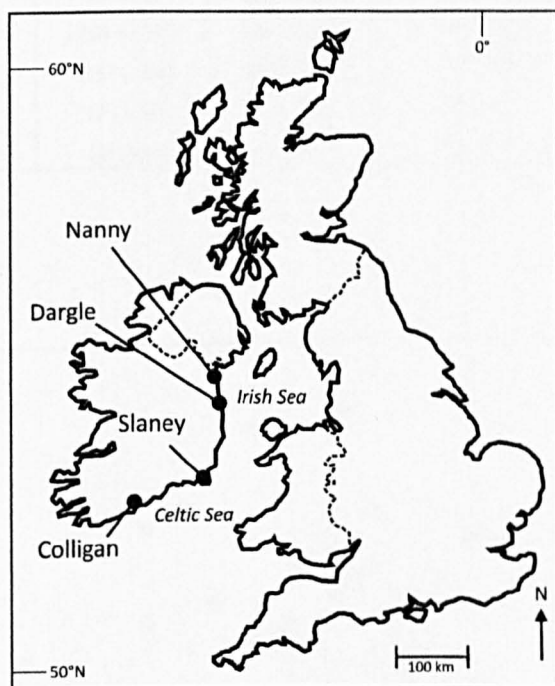 0°
60°N
Nanny
Dargle
Irish Sea
Slaney
Celtic Sea
Colligan
N
100 km
50°N